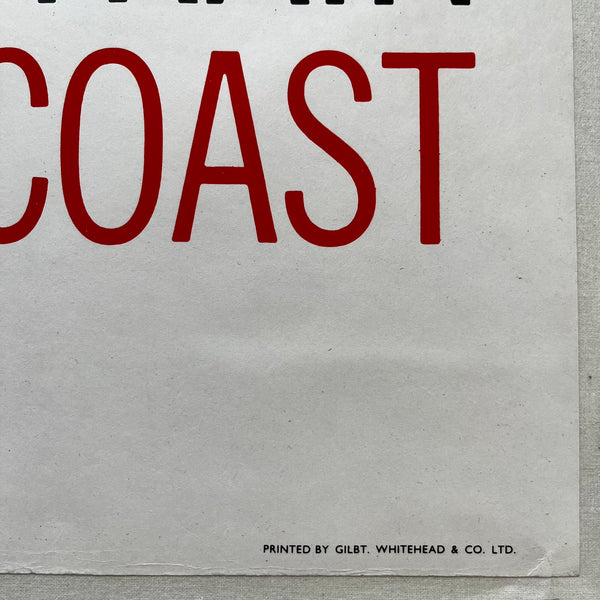 COAST
PRINTED BY GILBT. WHITEHEAD & CO. LTD.